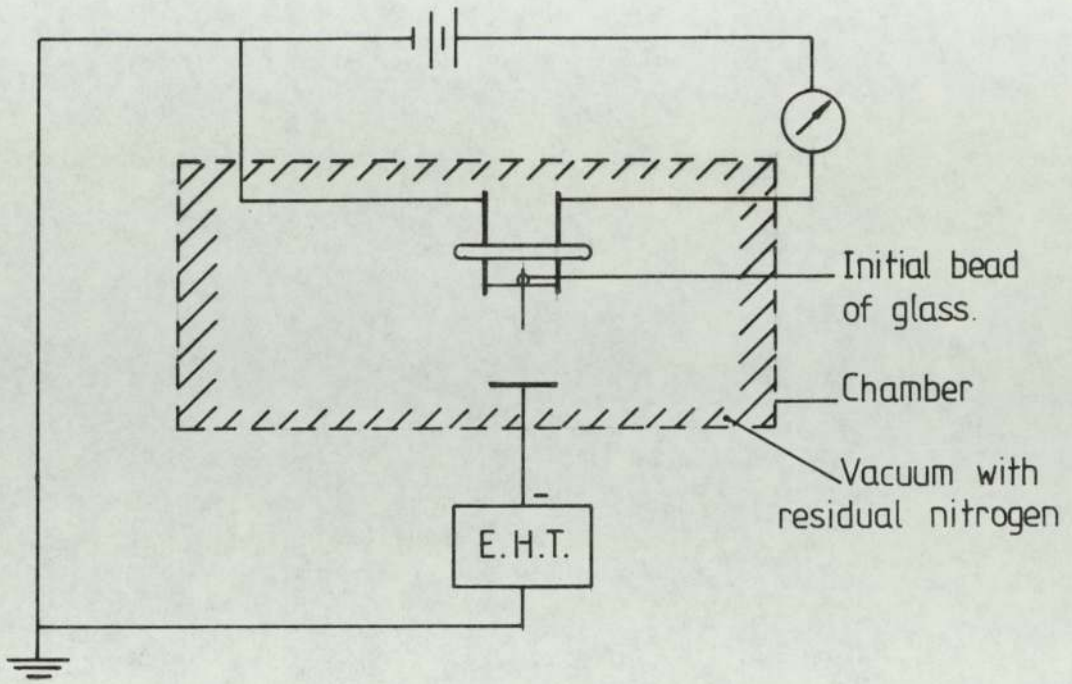 Initial bead
of glass.
Chamber
Vacuum with
residual nitrogen
-
E.H.T.